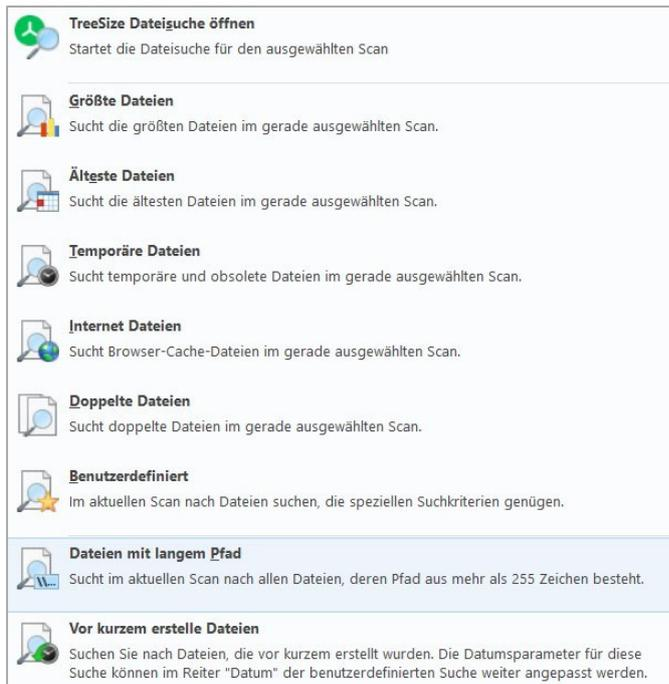 TreeSize Dateisuche öffnen
Startet die Dateisuche für den ausgewählten Scan
Größte Dateien
Sucht die größten Dateien im gerade ausgewählten Scan.
Älteste Dateien
Sucht die ältesten Dateien im gerade ausgewählten Scan.
Temporäre Dateien
Sucht temporäre und obsolete Dateien im gerade ausgewählten Scan.
Internet Dateien
Sucht Browser-Cache-Dateien im gerade ausgewählten Scan.
Doppelte Dateien
Sucht doppelte Dateien im gerade ausgewählten Scan.
Benutzerdefiniert
Im aktuellen Scan nach Dateien suchen, die speziellen Suchkriterien genügen.
Dateien mit langem Pfad
Sucht im aktuellen Scan nach allen Dateien, deren Pfad aus mehr als 255 Zeichen besteht.
Vor kurzem erstelle Dateien
Suchen Sie nach Dateien, die vor kurzem erstellt wurden. Die Datumsparameter für diese
Suche können im Reiter "Datum" der benutzerdefinierten Suche weiter angepasst werden.